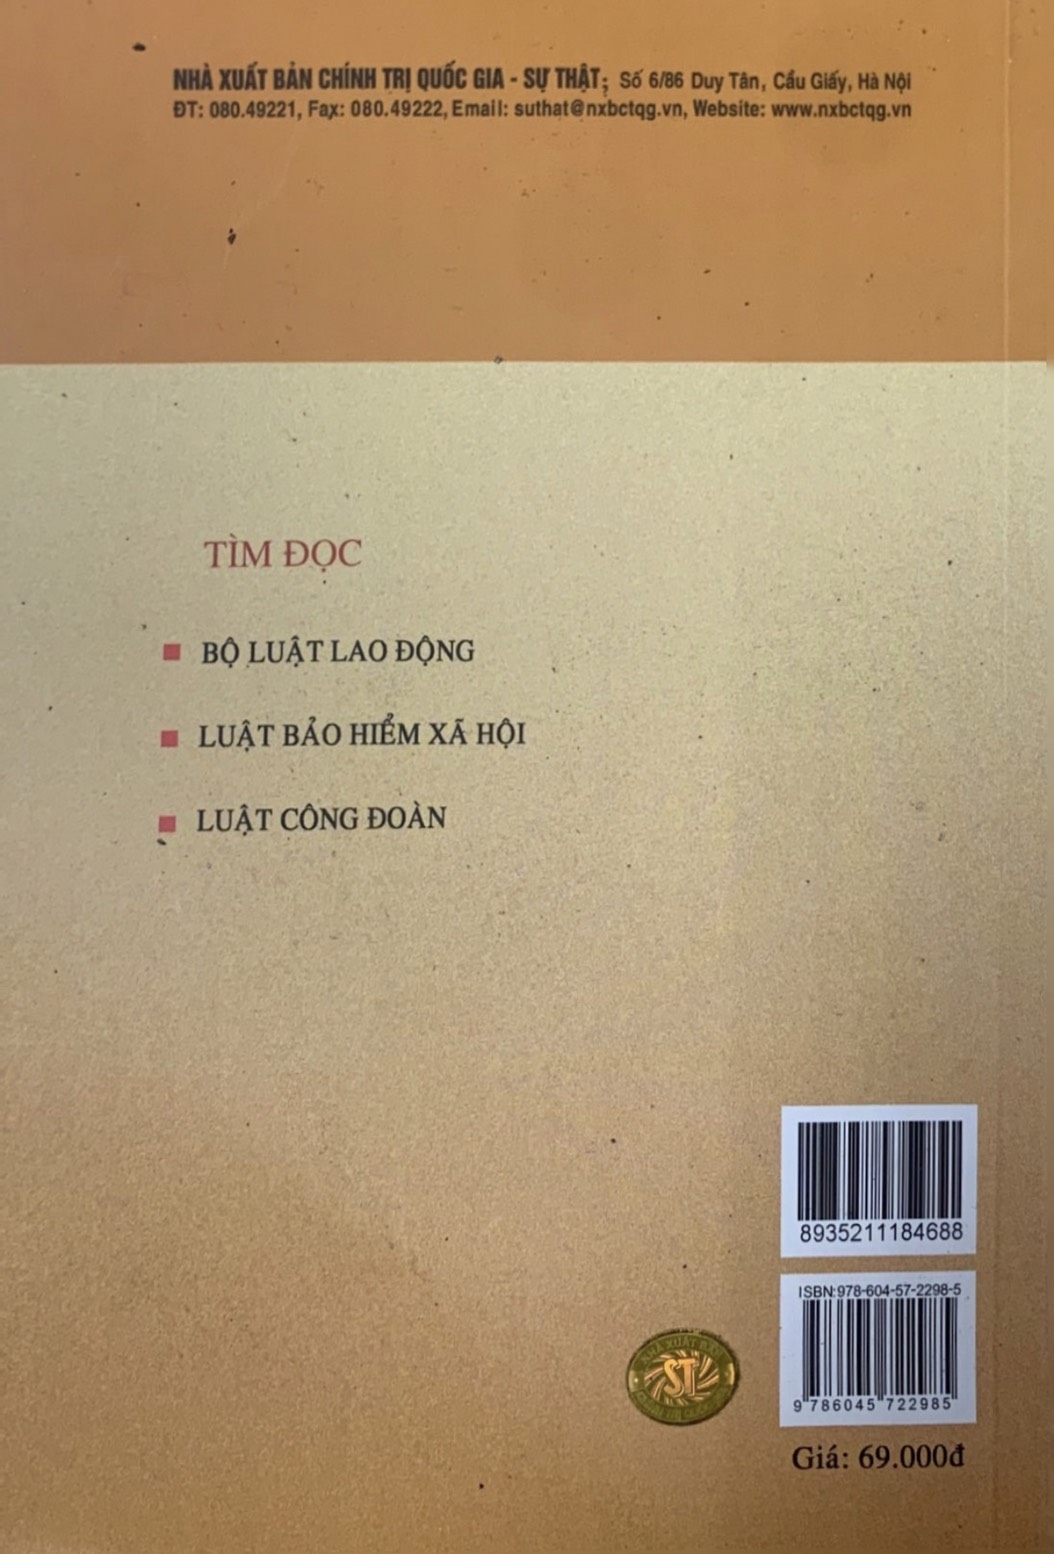 NHÀ XUẤT BẢN CHÍNH TRỊ QUỐC GIA - SỰ THẬT; Số 6/86 Duy Tân, Cầu Giấy, Hà Nội
ĐT: 080.49221, Fax: 080.49222, Email: suthat@nxbctqg.vn, Website: www.nxbctqg.vn
TÌM ĐỌC
BỘ LUẬT LAO ĐỘNG
LUẬT BẢO HIỂM XÃ HỘI
LUẬT CÔNG ĐOÀN
8935211184688
ISBN:978-604-57-2298-5
9 786045 722985
ST
Giá: 69.000đ